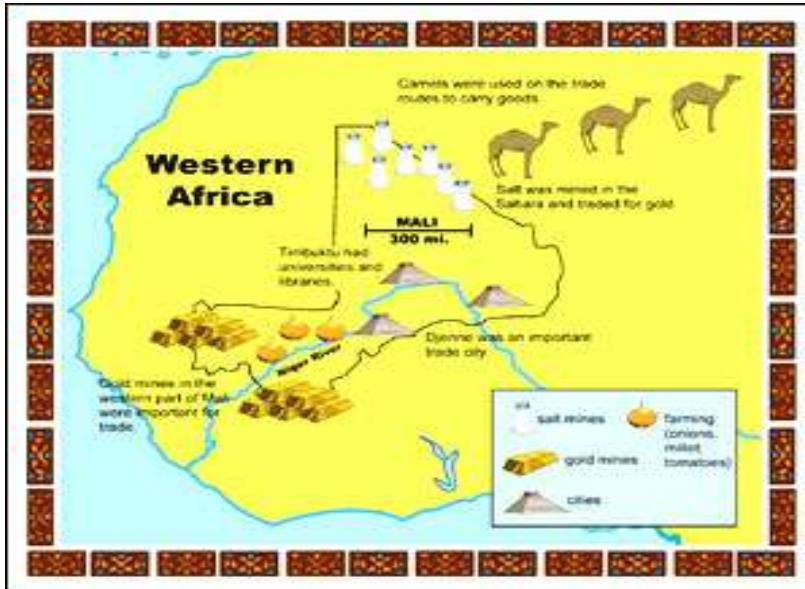 Camels were used on the trade
routes to carry goods.
Western
Africa
Salt was mined in the
Sahara and traded for gold
MALI
300 mi.
Timbuktu had
universities and
libraries.
Djenne was an important
trade city
Niger River
Gold mines in the
western part of Mali
were important for
trade.
salt mines
farming
(onions,
millet,
tomatoes)
gold mines
cities